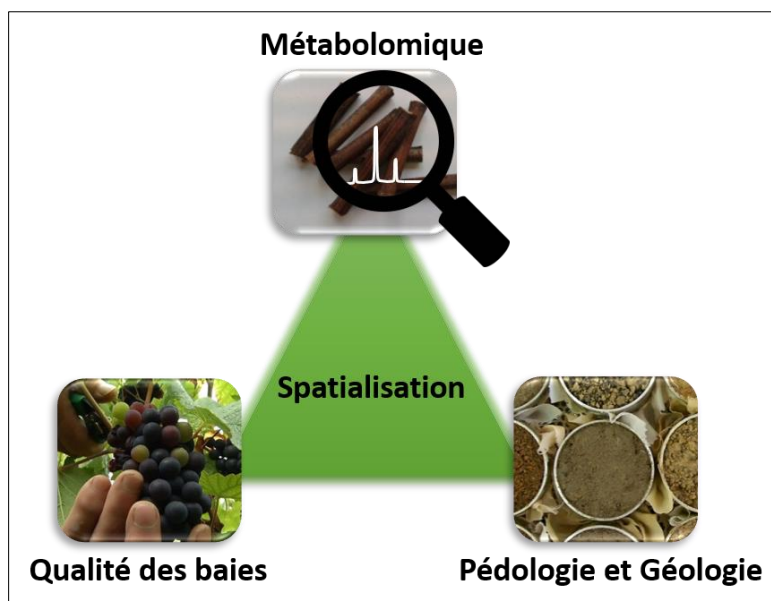 Métabolomique
Spatialisation
Qualité des baies
Pédologie et Géologie